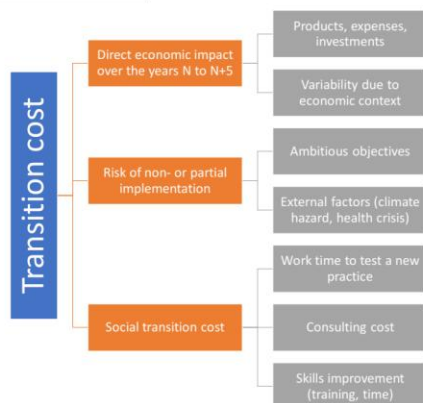 Transition cost
Direct economic impact
over the years N to N+5
Products, expenses,
investments
Variability due to
economic context
Risk of non- or partial
implementation
Ambitious objectives
External factors (climate
hazard, health crisis)
Social transition cost
Work time to test a new
practice
Consulting cost
Skills improvement
(training, time)